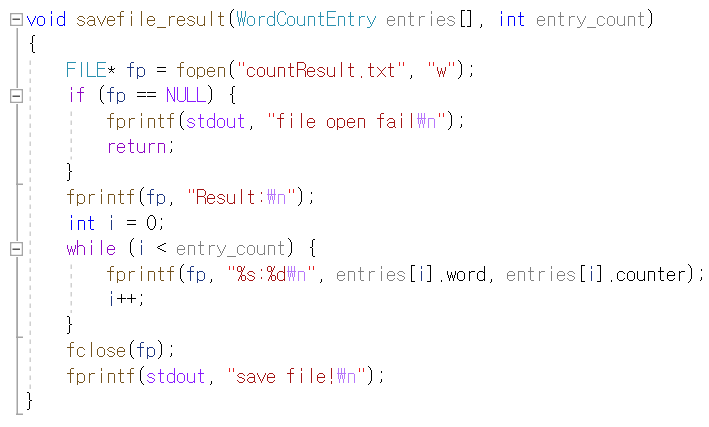 void savefile_result(WordCountEntry entries[], int entry_count)
{
    FILE* fp = fopen("countResult.txt", "w");
    if (fp == NULL) {
        fprintf(stdout, "file open fail₩n");
        return;
    }
    fprintf(fp, "Result:₩n");
    int i = 0;
    while (i < entry_count) {
        fprintf(fp, "%s:%d₩n", entries[i].word, entries[i].counter);
        i++;
    }
    fclose(fp);
    fprintf(stdout, "save file!₩n");
}